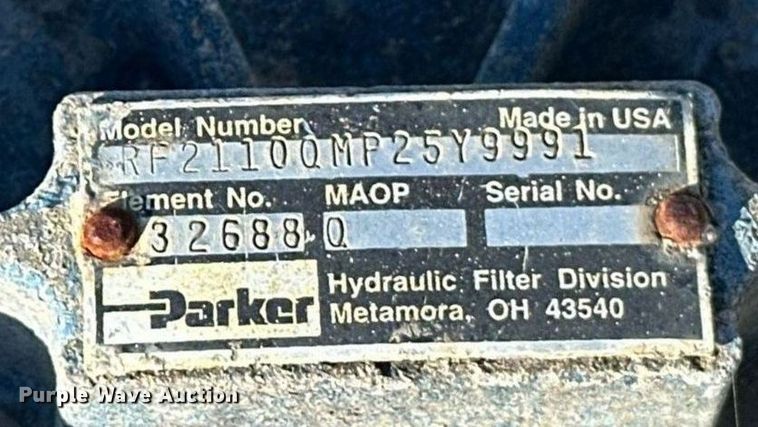 Model Number Made in USA
RF2110QMP25Y9991
Element No. MAOP Serial No.
932688 Q
Parker
Hydraulic Filter Division
Metamora, OH 43540
Purple Wave Auction